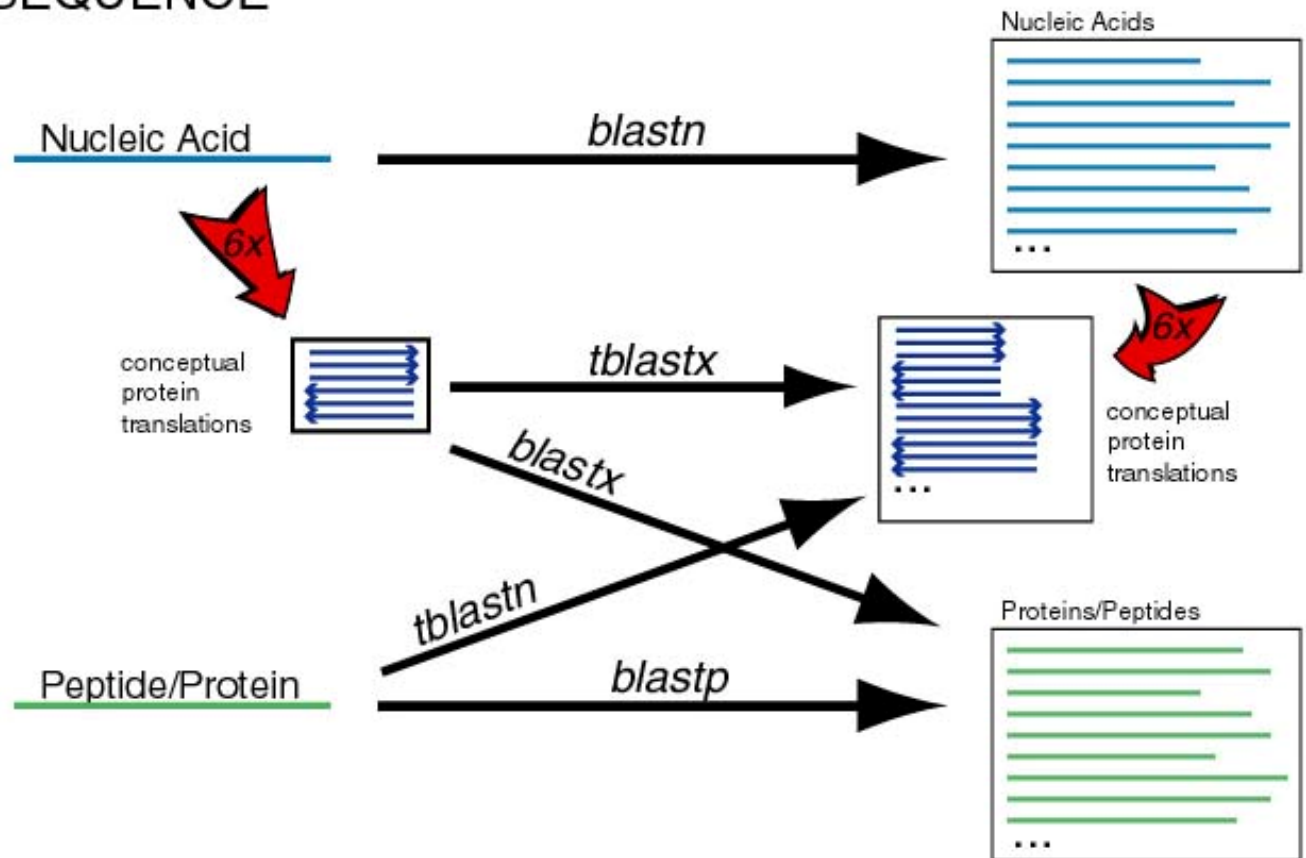 SEQUENCE
Nucleic Acids
Nucleic Acid
blastn
...
6x
6x
conceptual
protein
translations
tblastx
conceptual
protein
translations
blastx
...
tblastn
Proteins/Peptides
Peptide/Protein
blastp
...